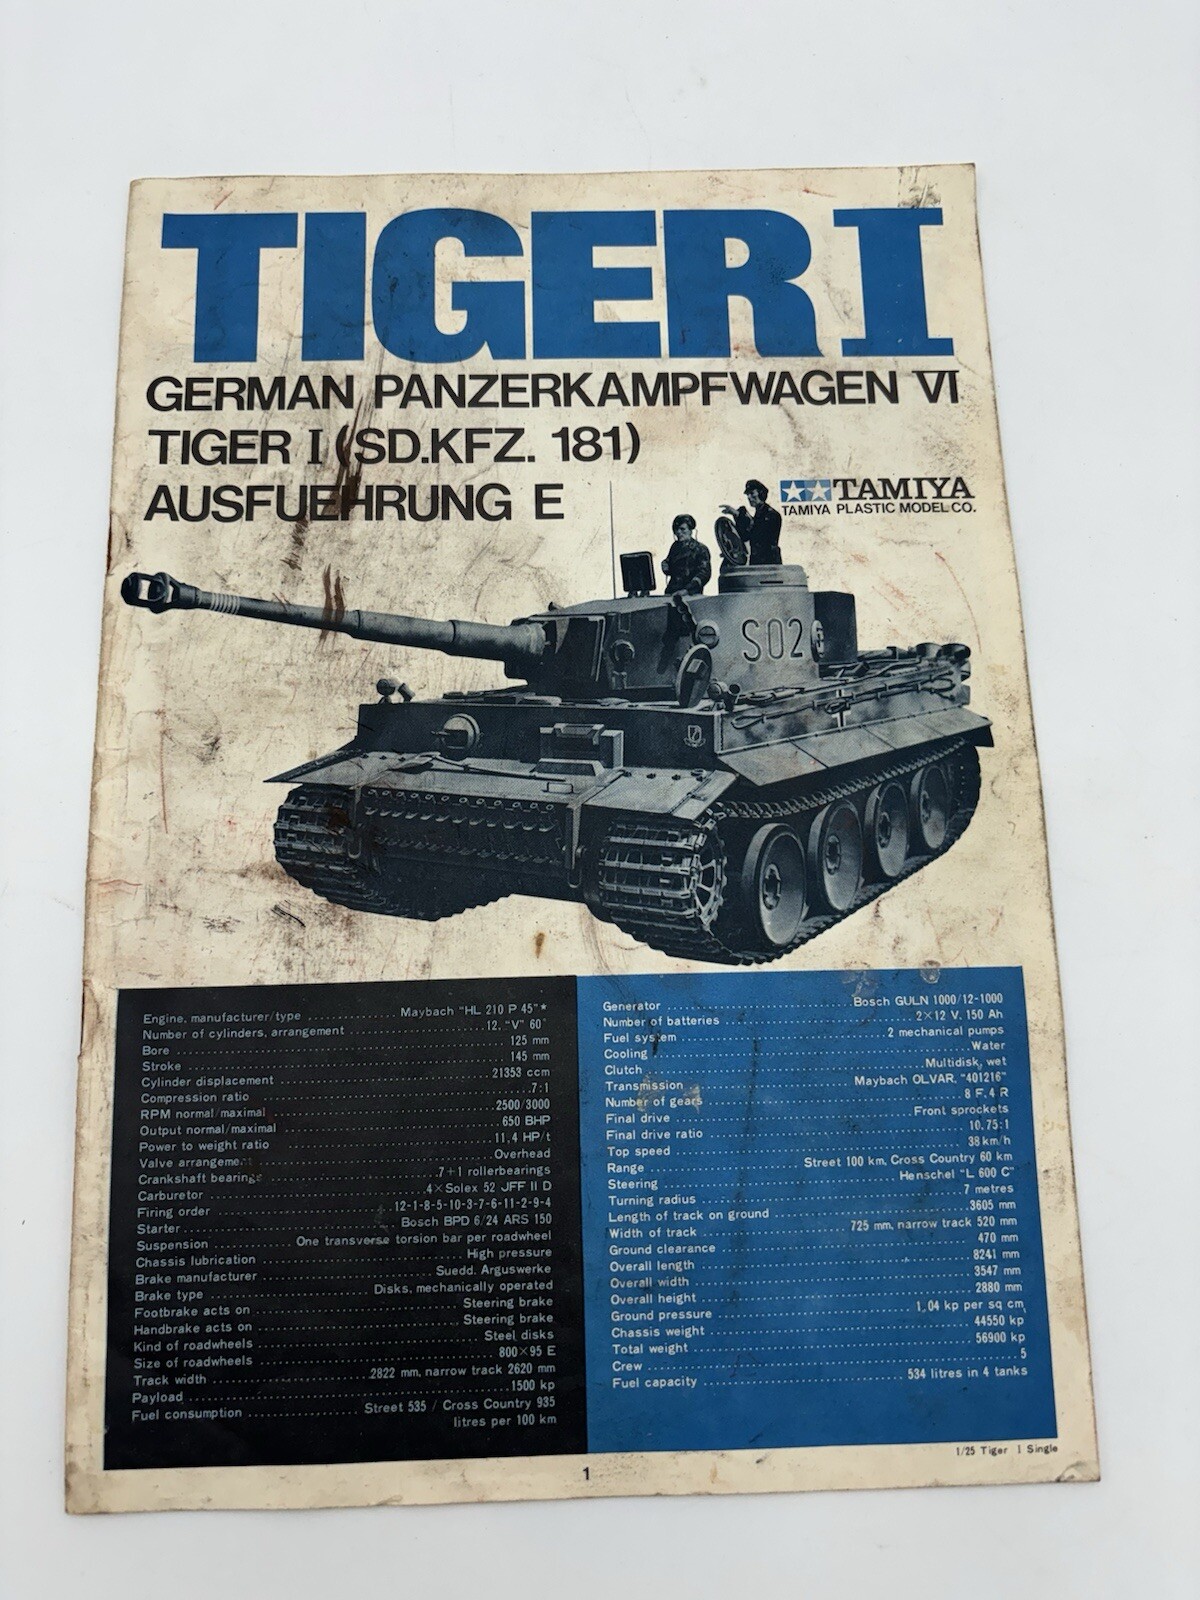 TIGER I
GERMAN PANZERKAMPFWAGEN VI
TIGER I (SD.KFZ. 181)
AUSFUEHRUNG E
TAMIYA
TAMIYA PLASTIC MODEL CO.
S02
Engine, manufacturer/type ................ Maybach "HL 210 P 45"*
Number of cylinders, arrangement ................ 12. "V" 60°
Bore ................ 125 mm
Stroke ................ 145 mm
Cylinder displacement ................ 21353 ccm
Compression ratio ................ 7:1
RPM normal/maximal ................ 2500/3000
Output normal/maximal ................ 650 BHP
Power to weight ratio ................ 11.4 HP/t
Valve arrangement ................ Overhead
Crankshaft bearings ................ 7+1 rollerbearings
Carburetor ................ 4×Solex 52 JFF II D
Firing order ................ 12-1-8-5-10-3-7-6-11-2-9-4
Starter ................ Bosch BPD 6/24 ARS 150
Suspension ................ One transverse torsion bar per roadwheel
Chassis lubrication ................ High pressure
Brake manufacturer ................ Suedd. Arguswerke
Brake type ................ Disks, mechanically operated
Footbrake acts on ................ Steering brake
Handbrake acts on ................ Steering brake
Kind of roadwheels ................ Steel disks
Size of roadwheels ................ 800×95 E
Track width ................ 2822 mm, narrow track 2620 mm
Payload ................ 1500 kp
Fuel consumption ................ Street 535 / Cross Country 935
litres per 100 km
Generator ................ Bosch GULN 1000/12-1000
Number of batteries ................ 2×12 V. 150 Ah
Fuel system ................ 2 mechanical pumps
Cooling ................ Water
Clutch ................ Multidisk, wet
Transmission ................ Maybach OLVAR. "401216"
Number of gears ................ 8 F. 4 R
Final drive ................ Front sprockets
Final drive ratio ................ 10.75:1
Top speed ................ 38 km/h
Range ................ Street 100 km, Cross Country 60 km
Steering ................ Henschel "L 600 C"
Turning radius ................ 7 metres
Length of track on ground ................ 3605 mm
Width of track ................ 725 mm, narrow track 520 mm
Ground clearance ................ 470 mm
Overall length ................ 8241 mm
Overall width ................ 3547 mm
Overall height ................ 2880 mm
Ground pressure ................ 1,04 kp per sq cm
Chassis weight ................ 44550 kp
Total weight ................ 56900 kp
Crew ................ 5
Fuel capacity ................ 534 litres in 4 tanks
1/25 Tiger I Single
1